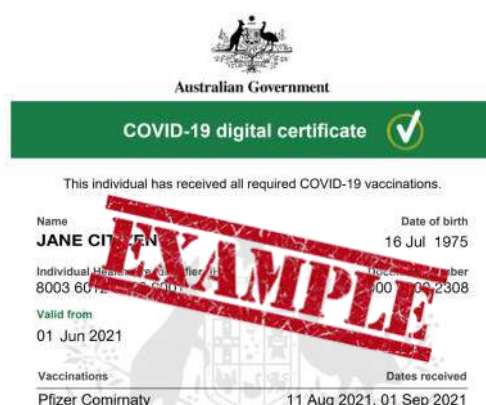 Australian Government
COVID-19 digital certificate
This individual has received all required COVID-19 vaccinations.
Name
Date of birth
JANE
16 Jul 1975
Individual
8003
2308
EXAMPLE
Valid from
01 Jun 2021
Vaccinations
Dates received
Pfizer Comirnaty
11 Aug 2021, 01 Sep 2021